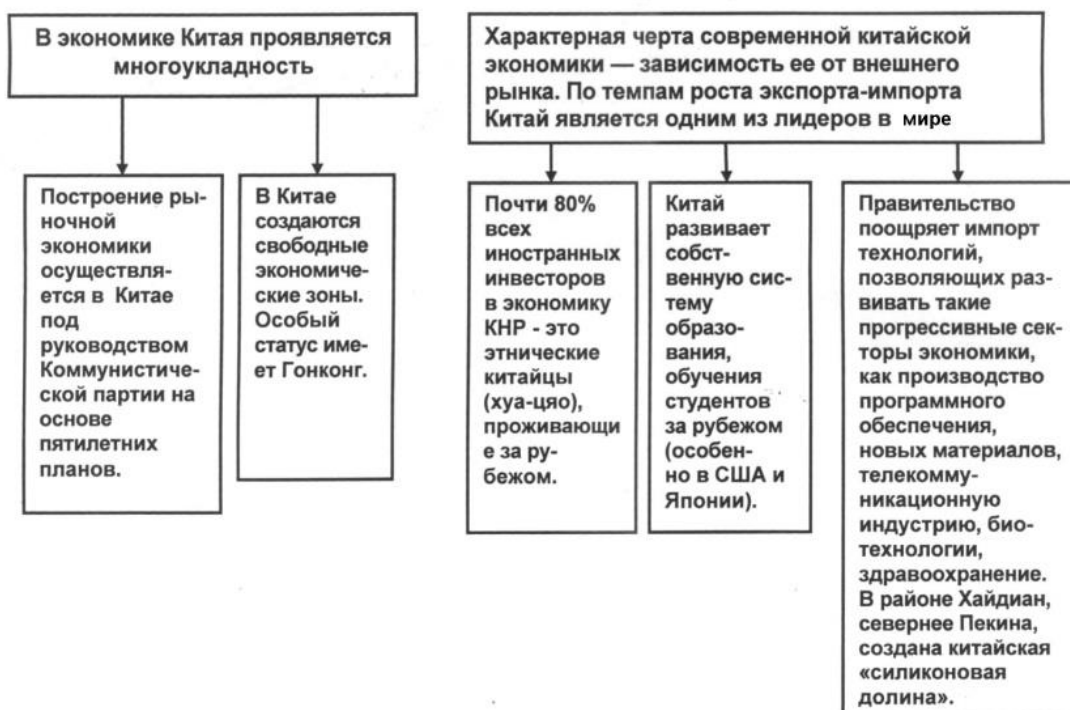 В экономике Китая проявляется
многоукладность
Построение ры-
ночной
экономики
осуществля-
ется в Китае
под
руководством
Коммунистиче-
ской партии на
основе
пятилетних
планов.
В Китае
создаются
свободные
экономиче-
ские зоны.
Особый
статус име-
ет Гонконг.
Характерная черта современной китайской
экономики — зависимость ее от внешнего
рынка. По темпам роста экспорта-импорта
Китай является одним из лидеров в мире
Почти 80%
всех
иностранных
инвесторов
в экономику
КНР - это
этнические
китайцы
(хуа-цяо),
проживающи
е за ру-
бежом.
Китай
развивает
собст-
венную сис-
тему
образо-
вания,
обучения
студентов
за рубежом
(особен-
но в США и
Японии).
Правительство
поощряет импорт
технологий,
позволяющих раз-
вивать такие
прогрессивные сек-
торы экономики,
как производство
программного
обеспечения,
новых материалов,
телекомму-
никационную
индустрию, био-
технологии,
здравоохранение.
В районе Хайдиан,
севернее Пекина,
создана китайская
«силиконовая
долина».